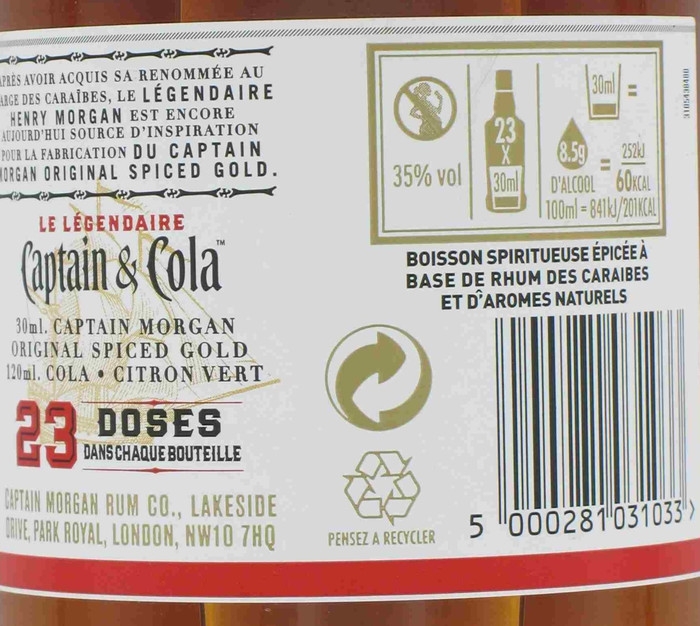 APRÈS AVOIR ACQUIS SA RENOMMÉE AU
LARGE DES CARAÏBES, LE LÉGENDAIRE
HENRY MORGAN EST ENCORE
AUJOURD'HUI SOURCE D'INSPIRATION
POUR LA FABRICATION DU CAPTAIN
MORGAN ORIGINAL SPICED GOLD.
LE LÉGENDAIRE
Captain & Cola™
30ml. CAPTAIN MORGAN
ORIGINAL SPICED GOLD
120ml. COLA • CITRON VERT
23 DOSES
DANS CHAQUE BOUTEILLE
CAPTAIN MORGAN RUM CO., LAKESIDE
DRIVE, PARK ROYAL, LONDON, NW10 7HQ
35% vol
23
X
30ml
30ml =
8.5g
D'ALCOOL
= 252kJ
60KCAL
100ml = 841kJ/201KCAL
BOISSON SPIRITUEUSE ÉPICÉE À
BASE DE RHUM DES CARAIBES
ET D'AROMES NATURELS
PENSEZ A RECYCLER
5 000281 031033 >